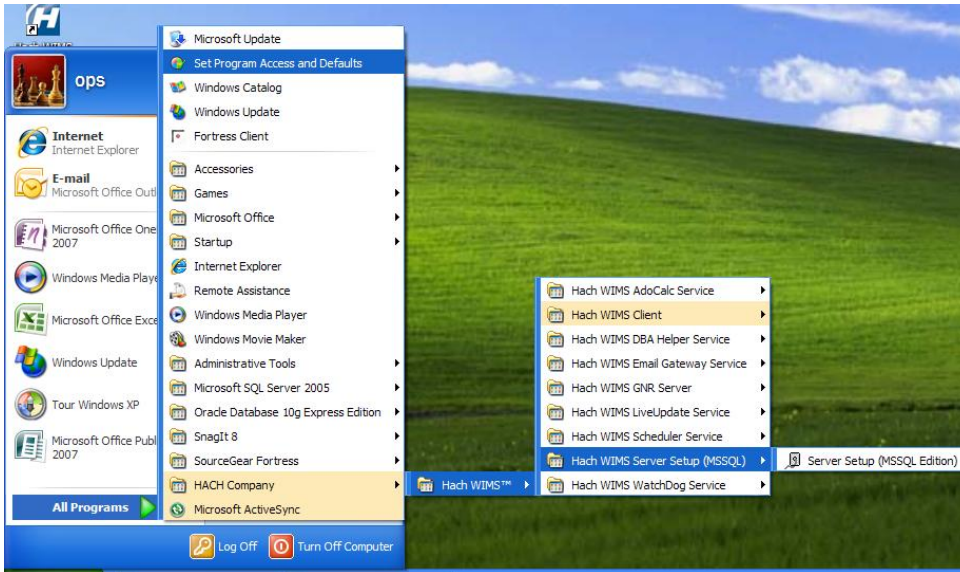 ops
Internet
Internet Explorer
E-mail
Microsoft Office Outl
Microsoft Office One
2007
Windows Media Playe
Microsoft Office Exce
Windows Update
Tour Windows XP
Microsoft Office Publ
2007
All Programs
Microsoft Update
Set Program Access and Defaults
Windows Catalog
Windows Update
Fortress Client
Accessories
Games
Microsoft Office
Startup
Internet Explorer
Remote Assistance
Windows Media Player
Windows Movie Maker
Administrative Tools
Microsoft SQL Server 2005
Oracle Database 10g Express Edition
SnagIt 8
SourceGear Fortress
HACH Company
Microsoft ActiveSync
Hach WIMS™
Hach WIMS AdoCalc Service
Hach WIMS Client
Hach WIMS DBA Helper Service
Hach WIMS Email Gateway Service
Hach WIMS GNR Server
Hach WIMS LiveUpdate Service
Hach WIMS Scheduler Service
Hach WIMS Server Setup (MSSQL)
Hach WIMS WatchDog Service
Server Setup (MSSQL Edition)
Log Off
Turn Off Computer